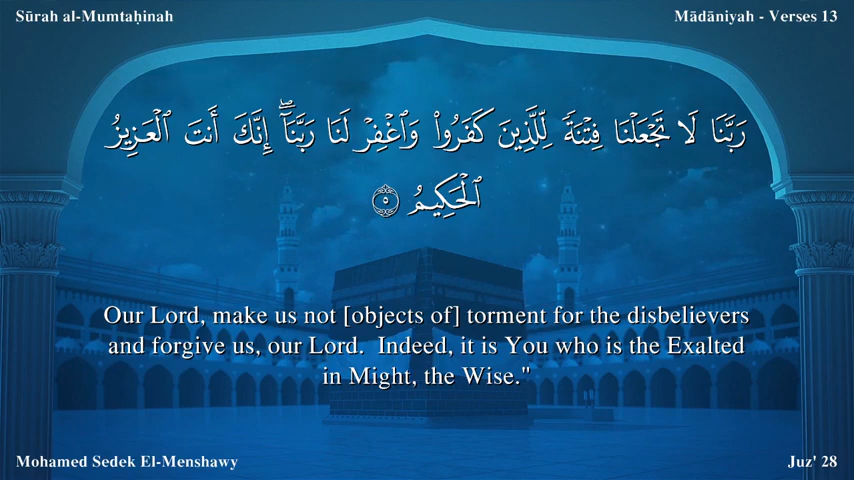 Sūrah al-Mumtaḥinah
Mādāniyah - Verses 13
رَبَّنَا لَا تَجْعَلْنَا فِتْنَةً لِّلَّذِينَ كَفَرُوا۟ وَٱغْفِرْ لَنَا رَبَّنَآ ۖ إِنَّكَ أَنتَ ٱلْعَزِيزُ
ٱلْحَكِيمُ ٥
Our Lord, make us not [objects of] torment for the disbelievers
and forgive us, our Lord. Indeed, it is You who is the Exalted
in Might, the Wise."
Mohamed Sedek El-Menshawy
Juz' 28